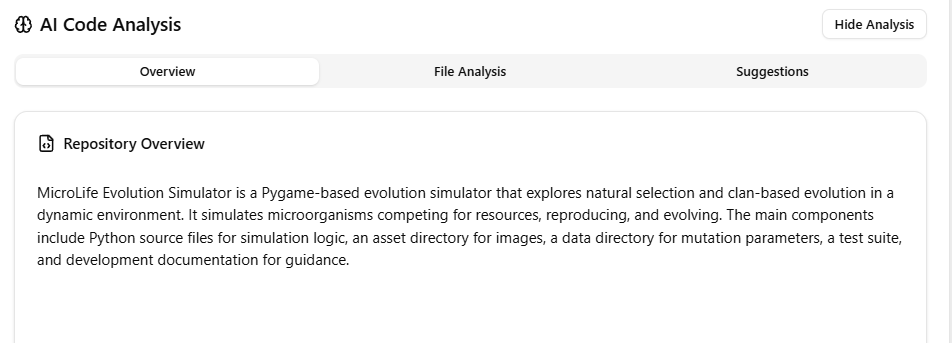 AI Code Analysis
Hide Analysis
Overview
File Analysis
Suggestions
Repository Overview
MicroLife Evolution Simulator is a Pygame-based evolution simulator that explores natural selection and clan-based evolution in a
dynamic environment. It simulates microorganisms competing for resources, reproducing, and evolving. The main components
include Python source files for simulation logic, an asset directory for images, a data directory for mutation parameters, a test suite,
and development documentation for guidance.